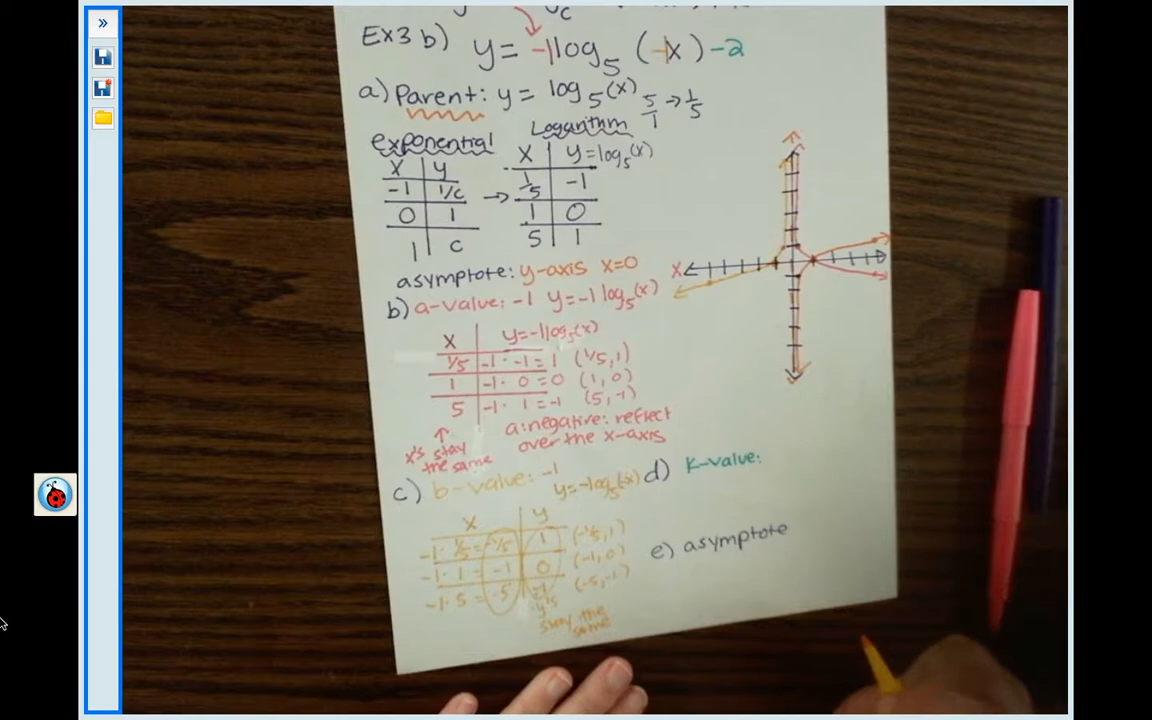 Ex3 b) y = -1log₅ (-1x) -2
a) Parent: y = log₅(x)
5/1 → 1/5
exponential
x | y
-1 | 1/c
0 | 1
1 | c
→
Logarithm
x | y=log₅(x)
1/5 | -1
1 | 0
5 | 1
asymptote: y-axis x=0
b) a-value: -1 y=-1 log₅(x)
x | y=-1log₅(x)
1/5 | -1 · -1 = 1 (1/5, 1)
1 | -1 · 0 = 0 (1, 0)
5 | -1 · 1 = -1 (5, -1)
↑
x's stay
the same
a:negative: reflect
over the x-axis
c) b-value: -1
y=-log₅(-x)
x | y
-1 · 1/5 = -1/5 | 1 (-1/5, 1)
-1 · 1 = -1 | 0 (-1, 0)
-1 · 5 = -5 | -1 (-5, -1)
y's
stay the
same
d) K-value:
e) asymptote
X
»